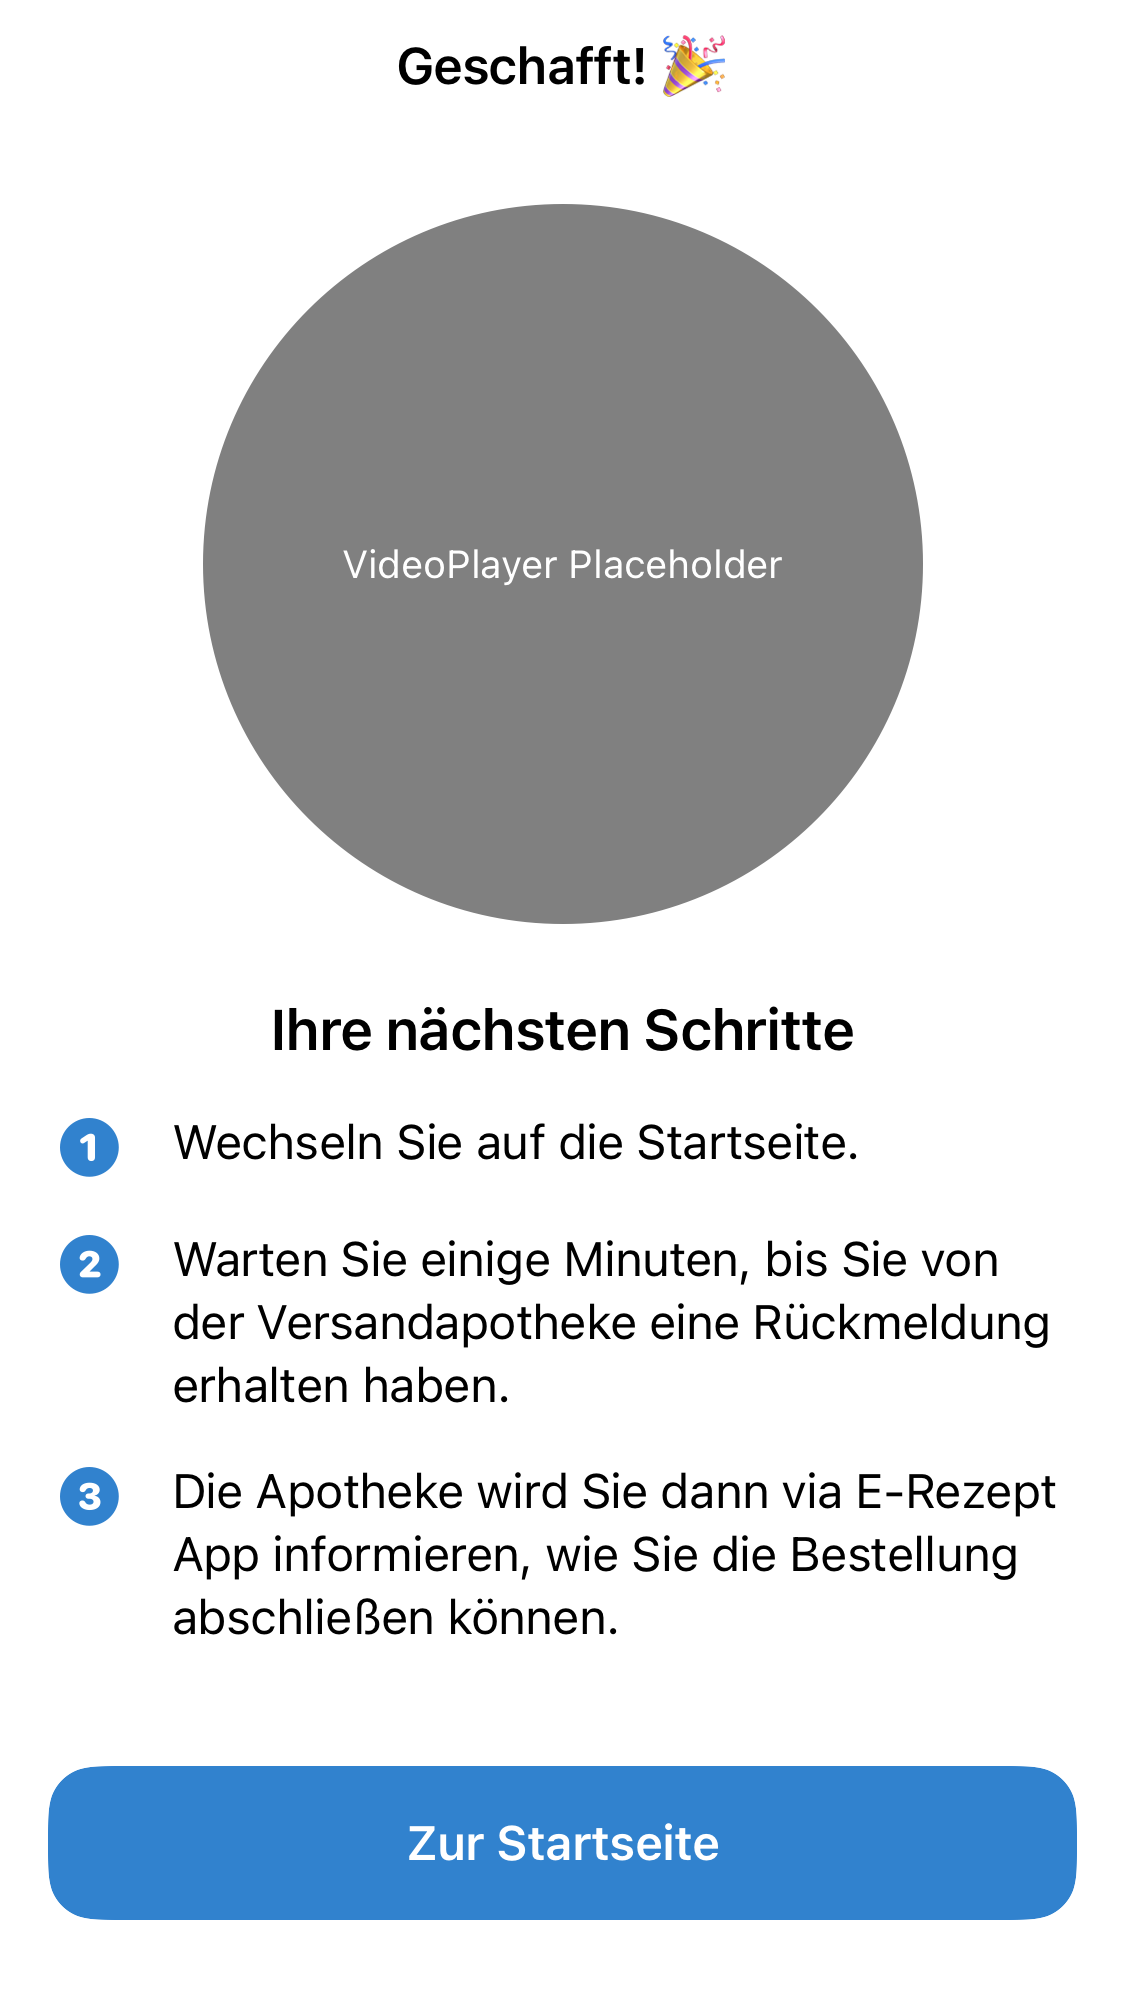 Geschafft! 🎉
VideoPlayer Placeholder
Ihre nächsten Schritte
1 Wechseln Sie auf die Startseite.
2 Warten Sie einige Minuten, bis Sie von
der Versandapotheke eine Rückmeldung
erhalten haben.
3 Die Apotheke wird Sie dann via E-Rezept
App informieren, wie Sie die Bestellung
abschließen können.
Zur Startseite